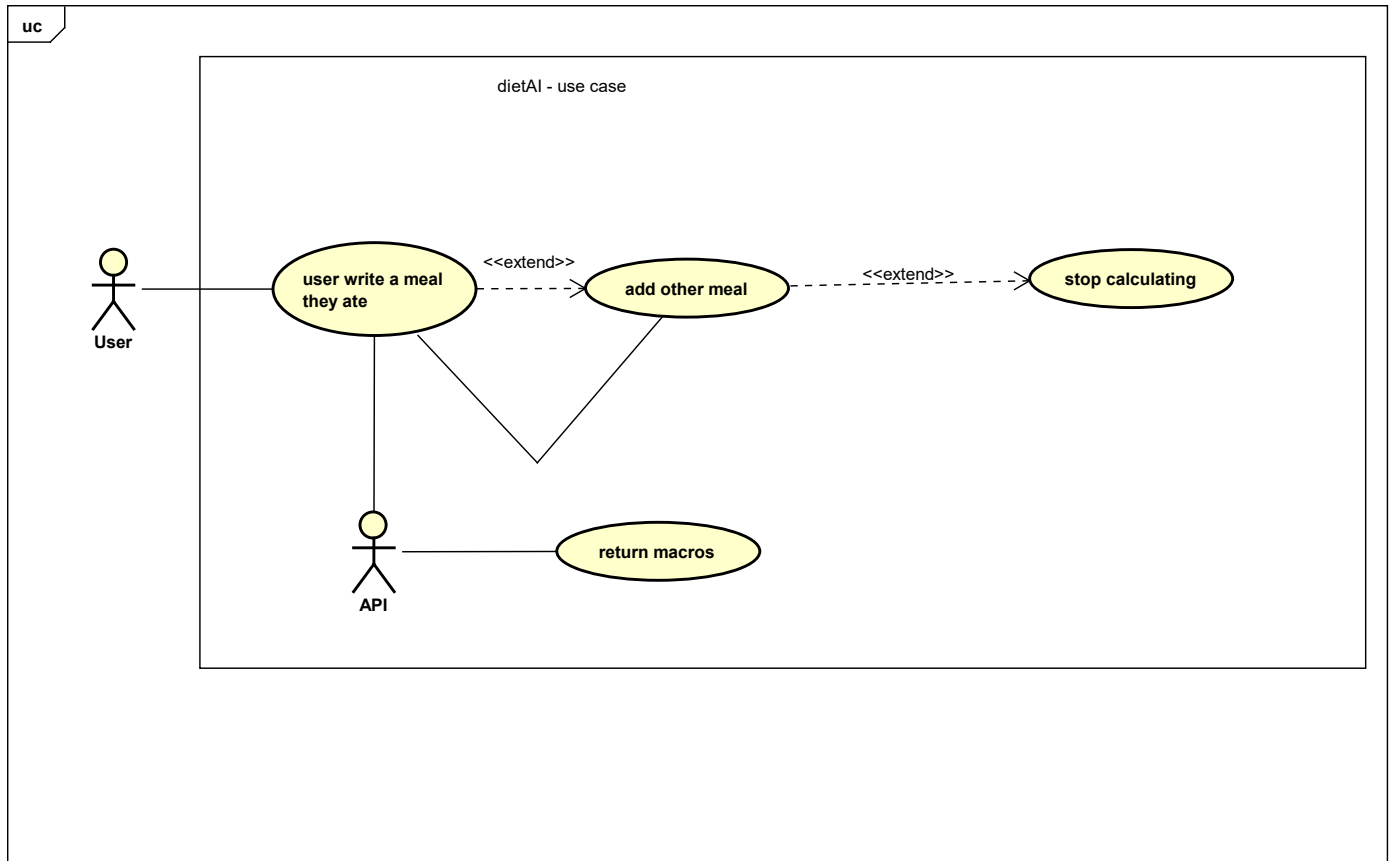 uc
dietAI - use case
<<extend>>
<<extend>>
user write a meal
they ate
add other meal
stop calculating
User
return macros
API